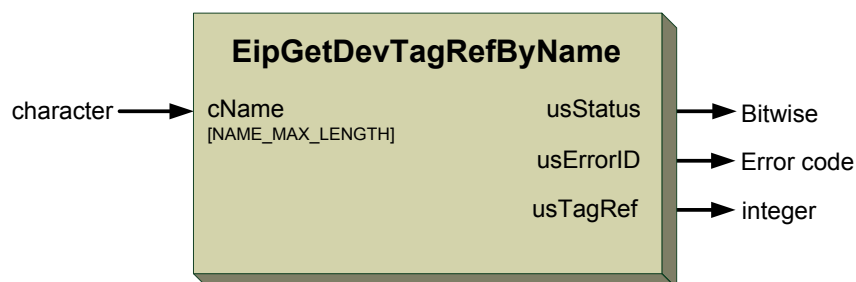 EipGetDevTagRefByName
character
cName
[NAME_MAX_LENGTH]
usStatus
Bitwise
usErrorID
Error code
usTagRef
integer